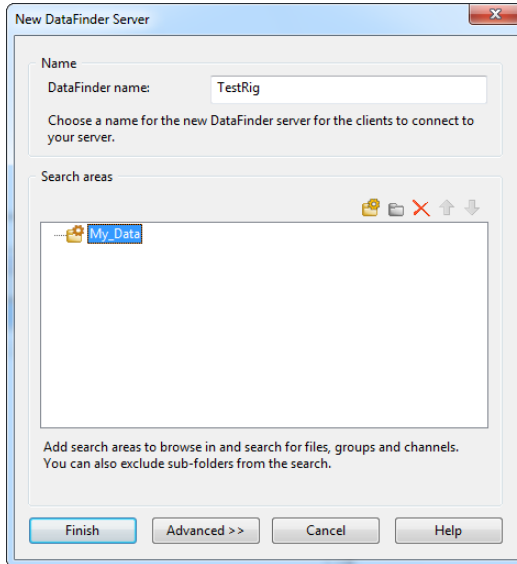 New DataFinder Server
Name
DataFinder name:
TestRig
Choose a name for the new DataFinder server for the clients to connect to
your server.
Search areas
My_Data
Add search areas to browse in and search for files, groups and channels.
You can also exclude sub-folders from the search.
Finish
Advanced >>
Cancel
Help